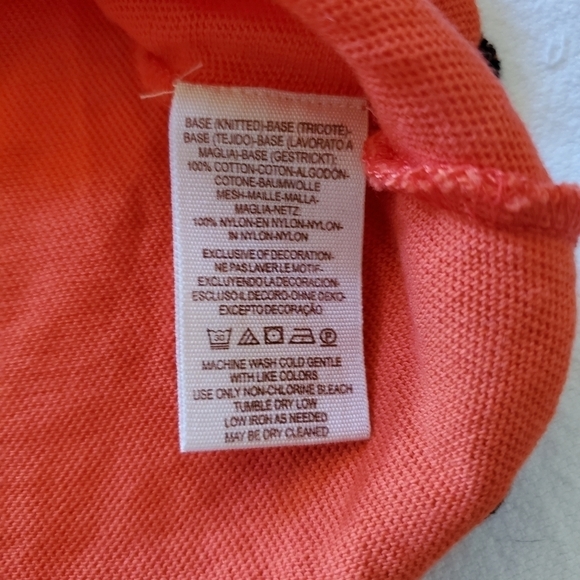 BASE (KNITTED)-BASE (TRICOTE)-
BASE (TEJIDO)-BASE (LAVORATO A
MAGLIA)-BASE (GESTRICKT):
100% COTTON-COTON-ALGODÓN-
COTONE-BAUMWOLLE
MESH-MAILLE-MALLA-
MAGLIA-NETZ:
100% NYLON-EN NYLON-NYLON-
IN NYLON-NYLON
EXCLUSIVE OF DECORATION-
NE PAS LAVER LE MOTIF-
EXCLUYENDO LA DECORACION-
ESCLUSO IL DECORO-OHNE DEKO-
EXCEPTO DECORAÇÃO
30
MACHINE WASH COLD GENTLE
WITH LIKE COLORS
USE ONLY NON-CHLORINE BLEACH
TUMBLE DRY LOW
LOW IRON AS NEEDED
MAY BE DRY CLEANED